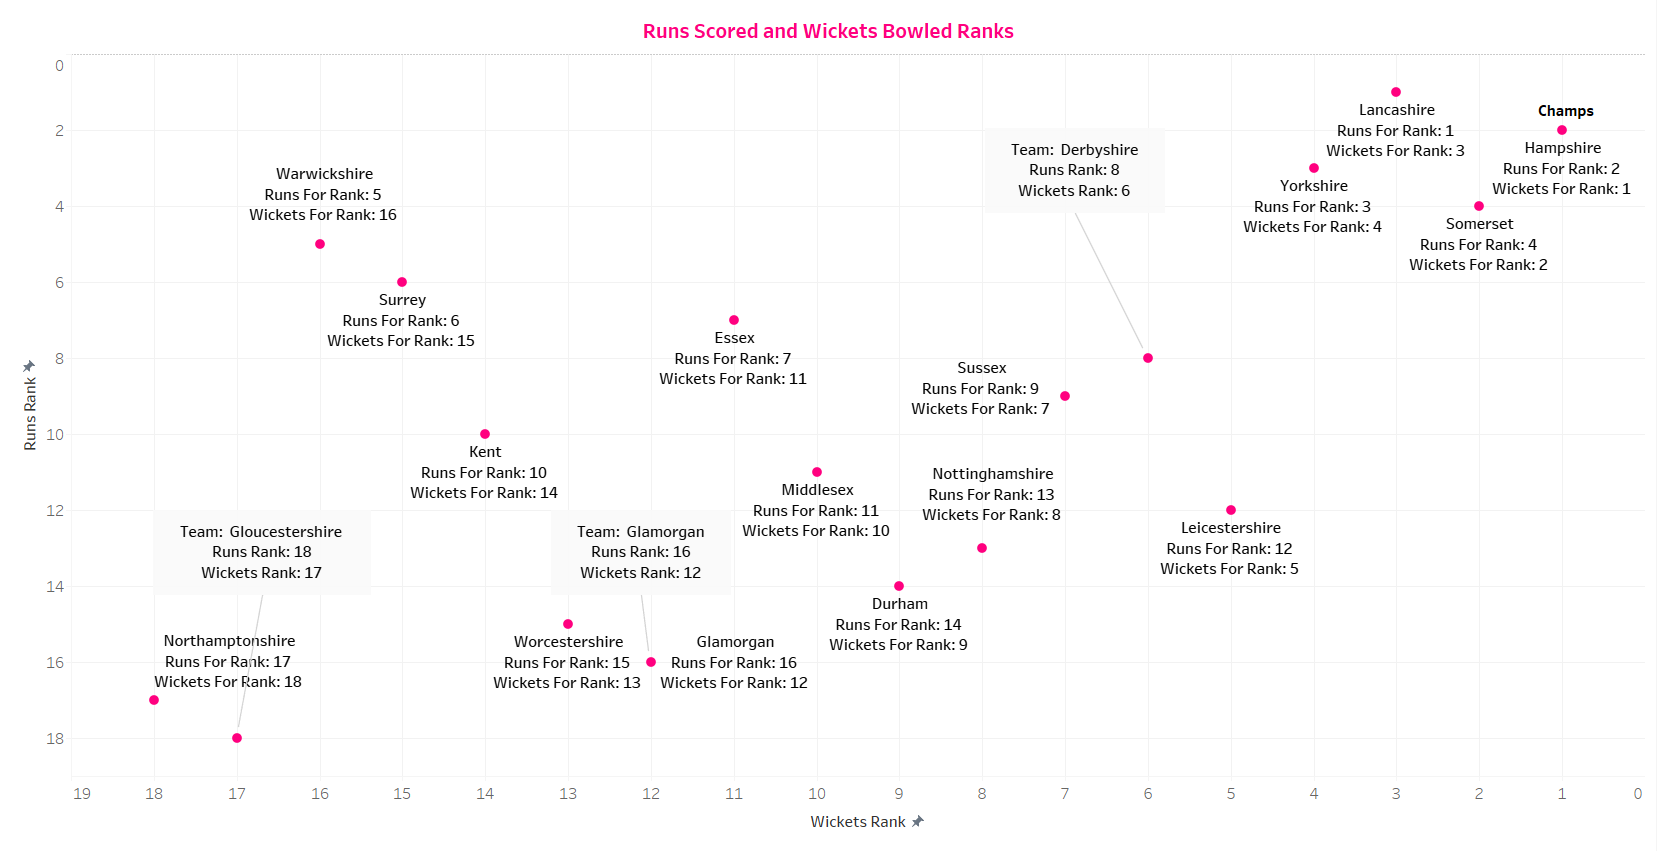 Runs Scored and Wickets Bowled Ranks
0
2
4
6
8
10
12
14
16
18
Runs Rank
Lancashire
Runs For Rank: 1
Wickets For Rank: 3
Champs
Hampshire
Runs For Rank: 2
Wickets For Rank: 1
Team: Derbyshire
Runs Rank: 8
Wickets Rank: 6
Yorkshire
Runs For Rank: 3
Wickets For Rank: 4
Somerset
Runs For Rank: 4
Wickets For Rank: 2
Warwickshire
Runs For Rank: 5
Wickets For Rank: 16
Surrey
Runs For Rank: 6
Wickets For Rank: 15
Essex
Runs For Rank: 7
Wickets For Rank: 11
Sussex
Runs For Rank: 9
Wickets For Rank: 7
Kent
Runs For Rank: 10
Wickets For Rank: 14
Middlesex
Runs For Rank: 11
Wickets For Rank: 10
Nottinghamshire
Runs For Rank: 13
Wickets For Rank: 8
Leicestershire
Runs For Rank: 12
Wickets For Rank: 5
Team: Gloucestershire
Runs Rank: 18
Wickets Rank: 17
Team: Glamorgan
Runs Rank: 16
Wickets Rank: 12
Durham
Runs For Rank: 14
Wickets For Rank: 9
Northamptonshire
Runs For Rank: 17
Wickets For Rank: 18
Worcestershire
Runs For Rank: 15
Wickets For Rank: 13
Glamorgan
Runs For Rank: 16
Wickets For Rank: 12
19 18 17 16 15 14 13 12 11 10 9 8 7 6 5 4 3 2 1 0
Wickets Rank